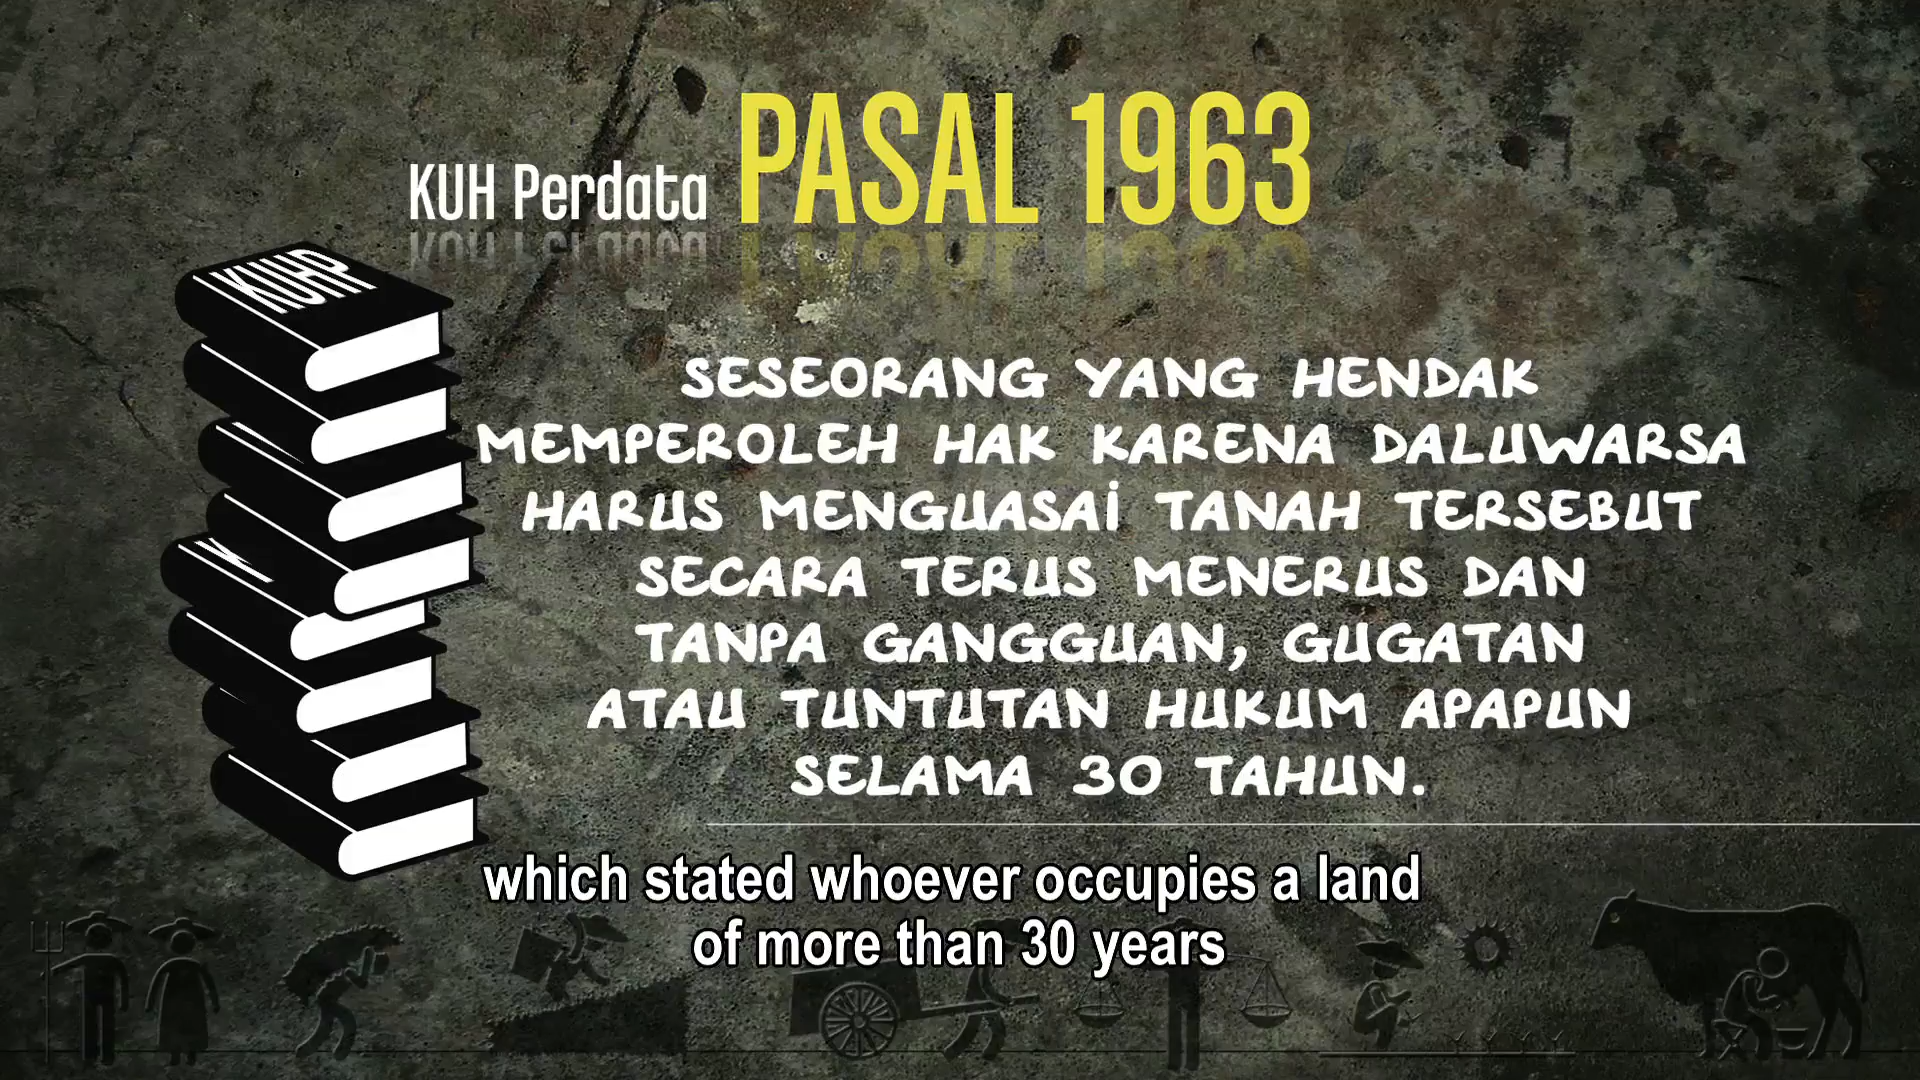 KUH Perdata PASAL 1963
KUHP
SESEORANG YANG HENDAK
MEMPEROLEH HAK KARENA DALUWARSA
HARUS MENGUASAI TANAH TERSEBUT
SECARA TERUS MENERUS DAN
TANPA GANGGUAN, GUGATAN
ATAU TUNTUTAN HUKUM APAPUN
SELAMA 30 TAHUN.
K
which stated whoever occupies a land
of more than 30 years